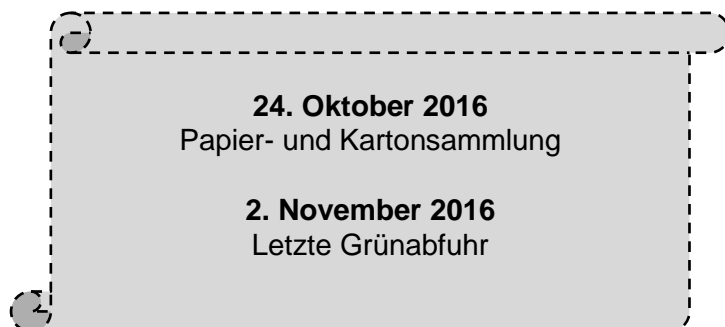 24. Oktober 2016
Papier- und Kartonsammlung
2. November 2016
Letzte Grünabfuhr